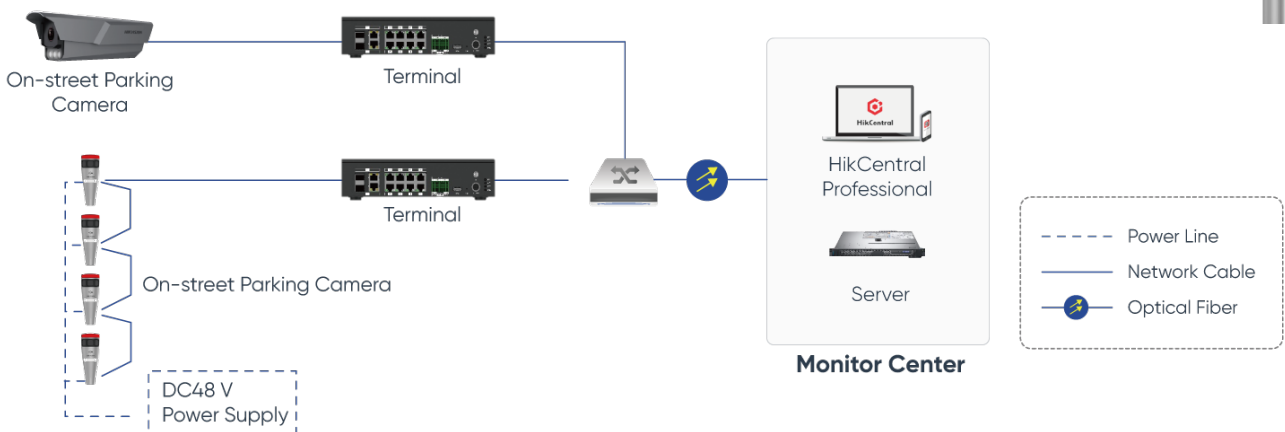 On-street Parking
Camera
Terminal
Terminal
On-street Parking Camera
DC48 V
Power Supply
HikCentral
HikCentral
Professional
Server
Monitor Center
Power Line
Network Cable
Optical Fiber